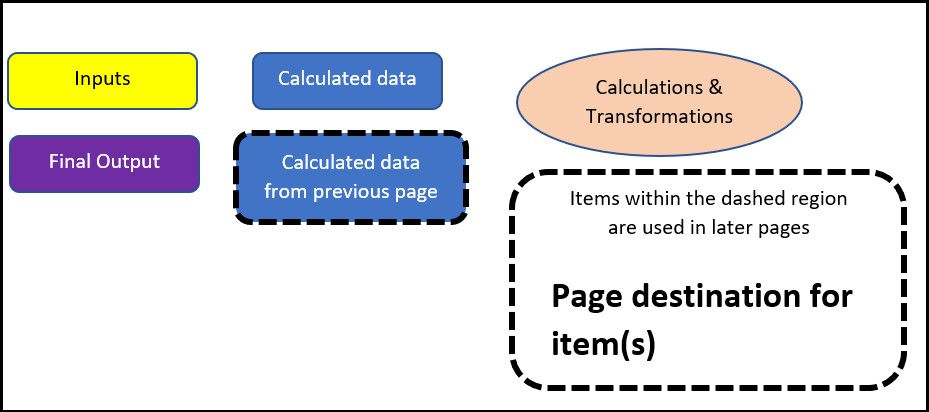 Inputs
Calculated data
Calculations &
Transformations
Final Output
Calculated data
from previous page
Items within the dashed region
are used in later pages
Page destination for
item(s)